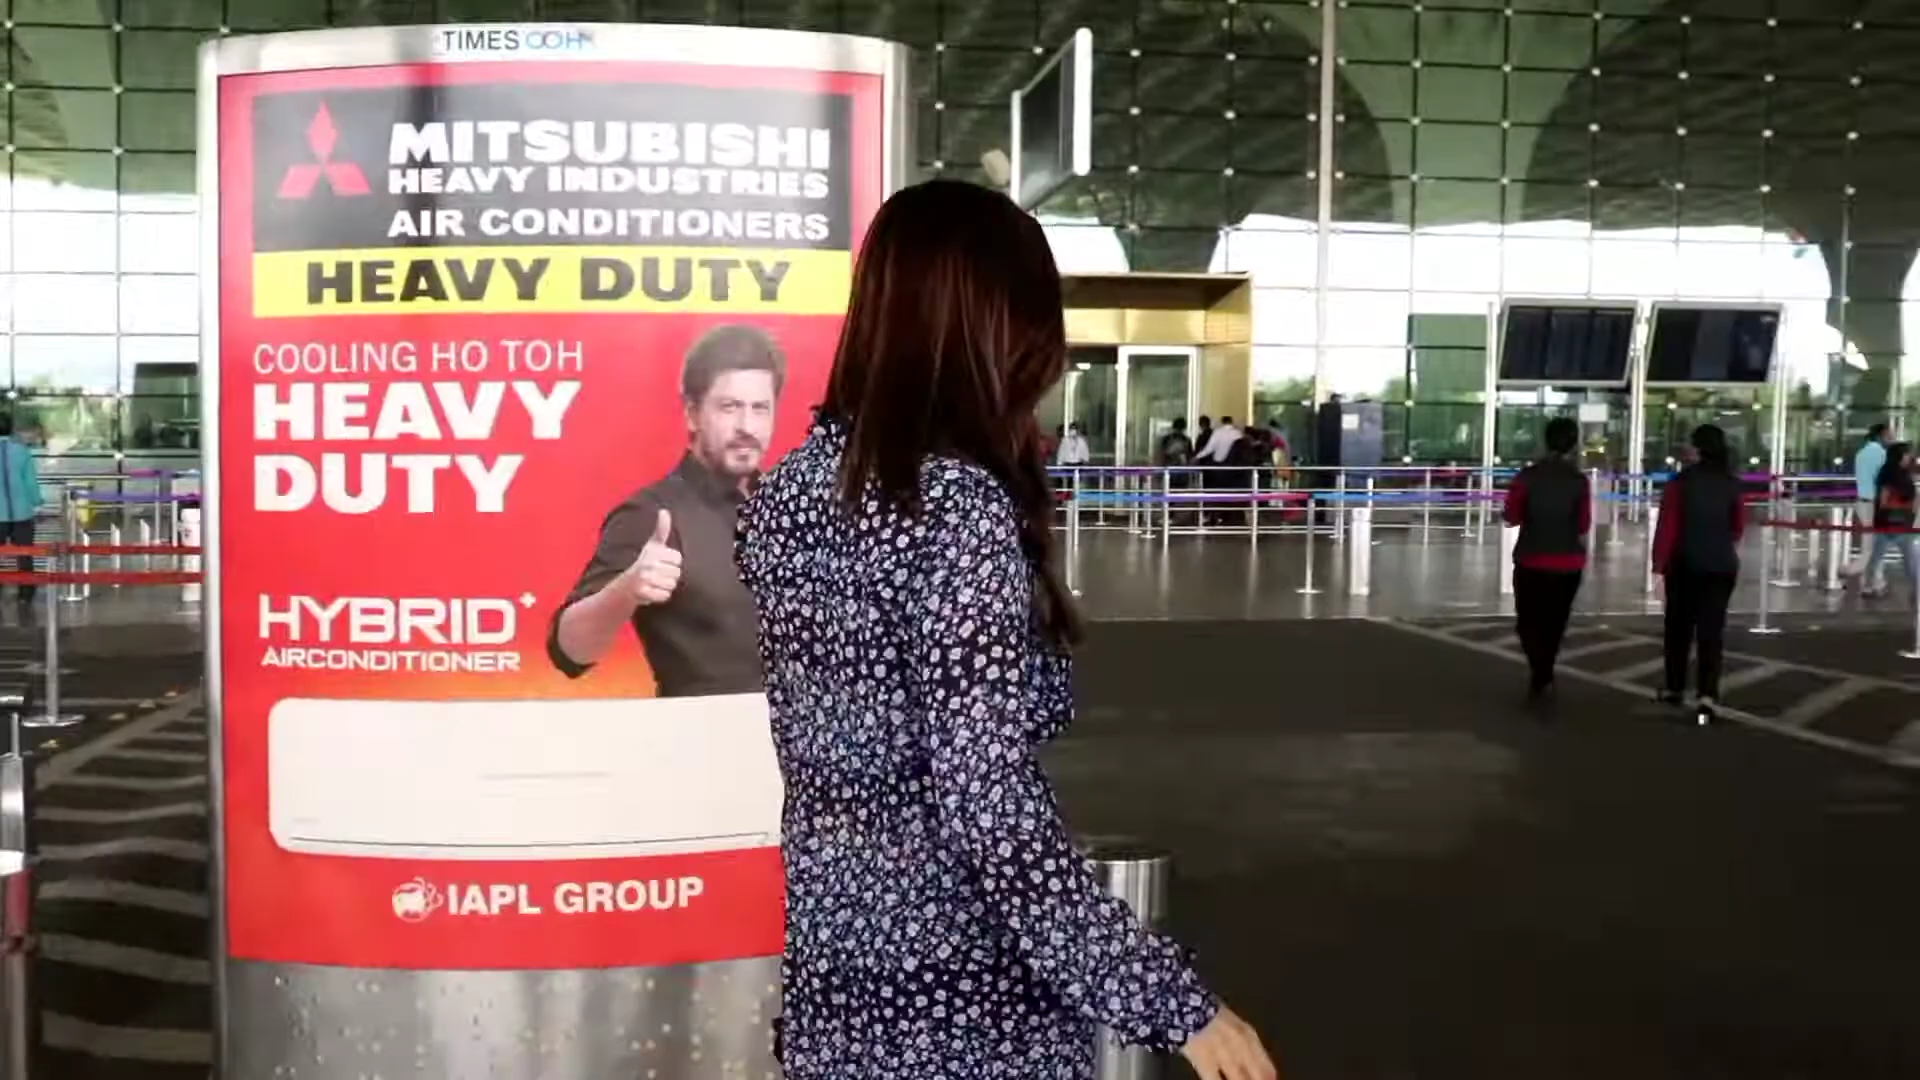 TIMES OOH
MITSUBISHI
HEAVY INDUSTRIES
AIR CONDITIONERS
HEAVY DUTY
COOLING HO TOH
HEAVY
DUTY
HYBRID+
AIRCONDITIONER
IAPL GROUP